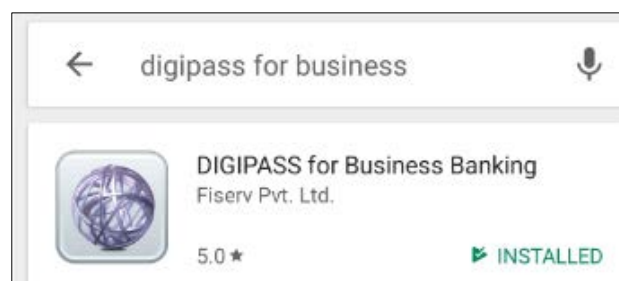 digipass for business
DIGIPASS for Business Banking
Fiserv Pvt. Ltd.
5.0★
INSTALLED